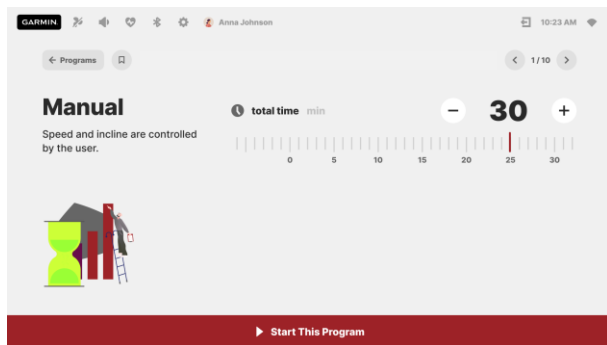 GARMIN
Anna Johnson
10:23 AM
Programs
1/10
Manual
Speed and incline are controlled
by the user.
total time min
30
0 5 10 15 20 25 30
Start This Program